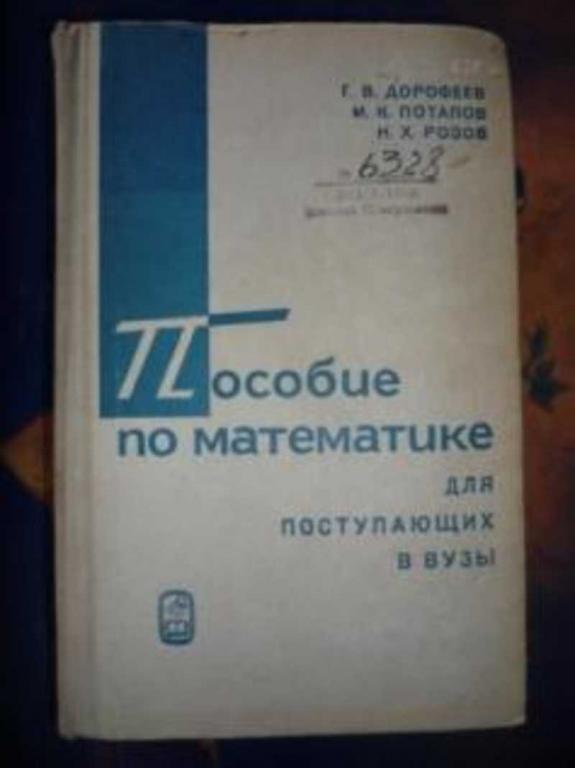 Г. В. ДОРОФЕЕВ
М. К. ПОТАПОВ
Н. Х. РОЗОВ
№ 6328
Пособие
по математике
ДЛЯ
ПОСТУПАЮЩИХ
В ВУЗЫ